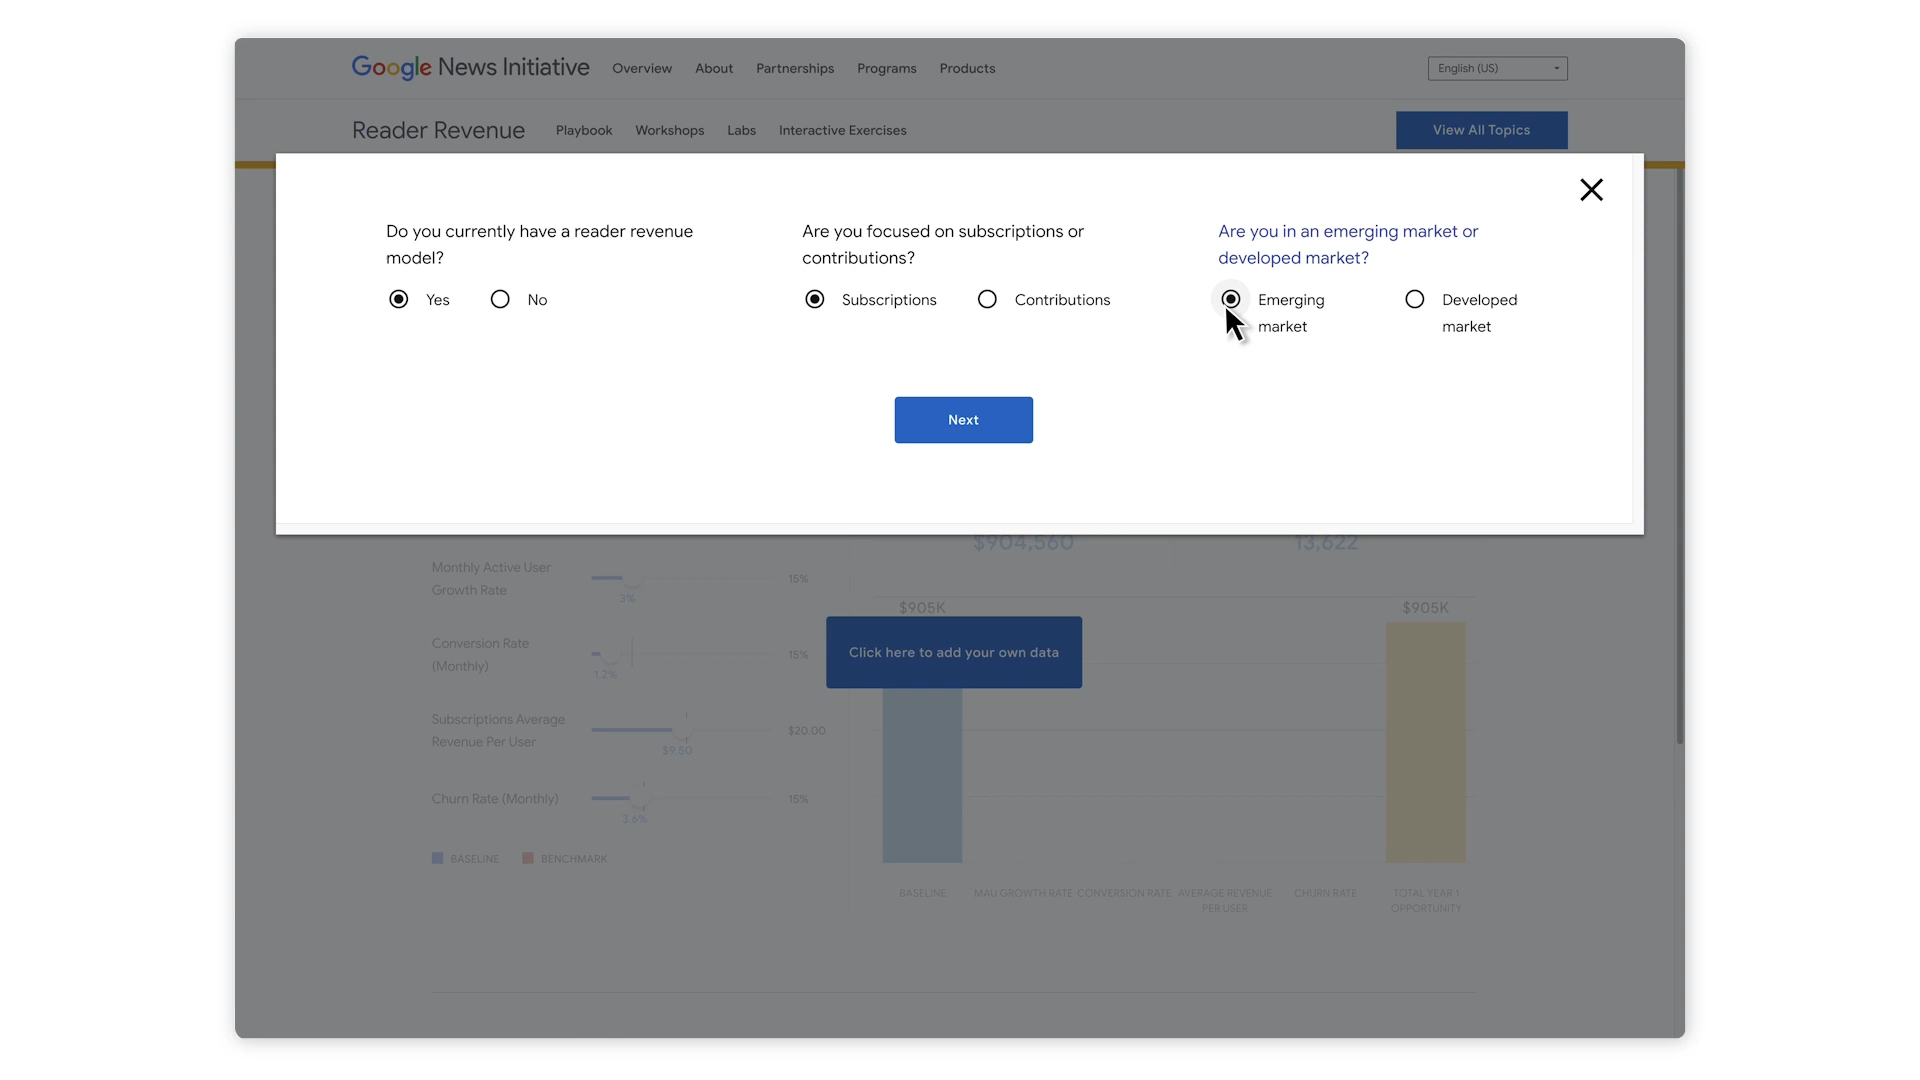 Google News Initiative Overview About Partnerships Programs Products English (US)
Reader Revenue Playbook Workshops Labs Interactive Exercises View All Topics
Do you currently have a reader revenue
model?
Yes No
Are you focused on subscriptions or
contributions?
Subscriptions Contributions
Are you in an emerging market or
developed market?
Emerging
market
Developed
market
Next
$904,560 13,622
Monthly Active User
Growth Rate
15%
3%
Conversion Rate
(Monthly)
15%
1.2%
Subscriptions Average
Revenue Per User
$20.00
$9.50
Churn Rate (Monthly)
15%
3.6%
BASELINE BENCHMARK
$905K $905K
Click here to add your own data
BASELINE
MAU GROWTH RATE
CONVERSION RATE
AVERAGE REVENUE
PER USER
CHURN RATE
TOTAL YEAR 1
OPPORTUNITY